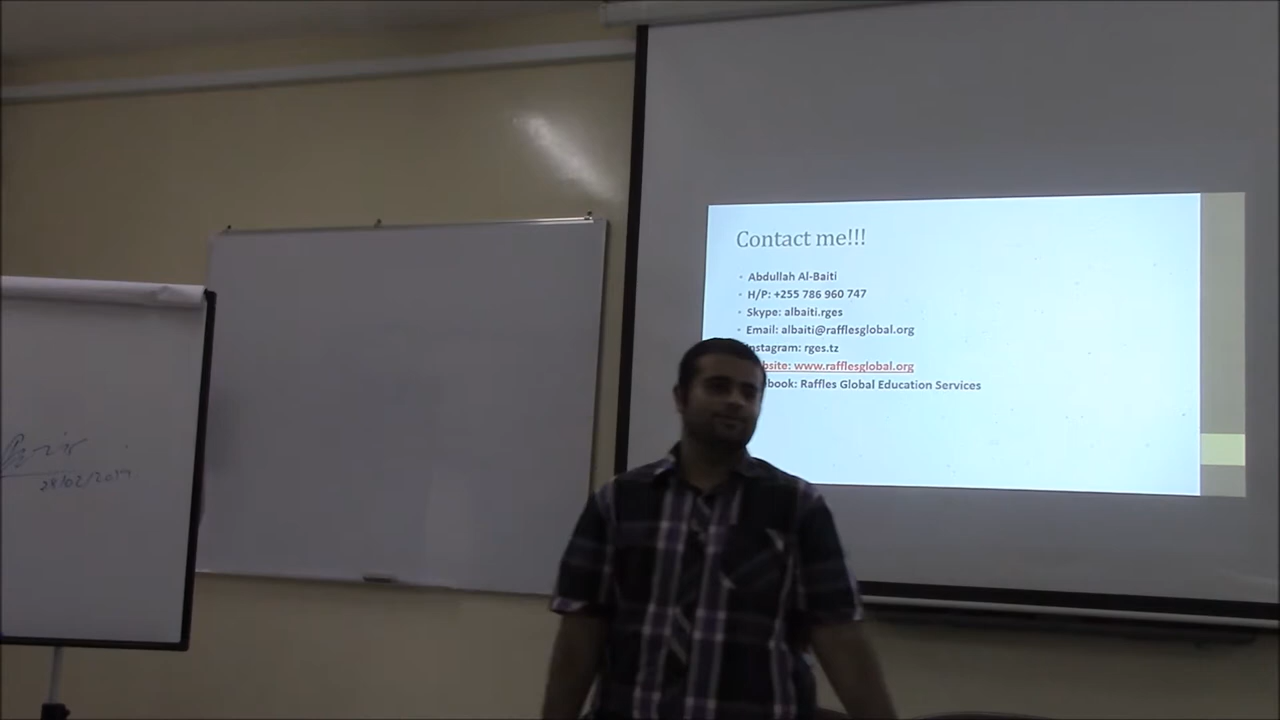 Contact me!!!
Abdullah Al-Baiti
H/P: +255 786 960 747
Skype: albaiti.rges
Email: albaiti@rafflesglobal.org
nstagram: rges.tz
bsite: www.rafflesglobal.org
book: Raffles Global Education Services